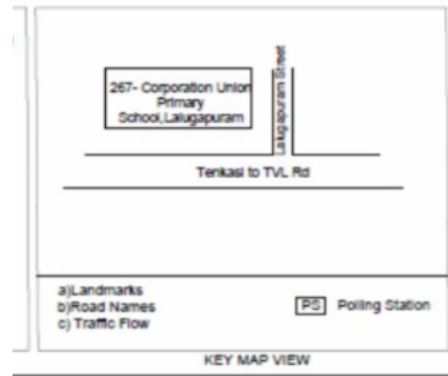 267- Corporation Union
Primary
School,Lalugapuram
Lalugapuram Street
Tenkasi to TVL Rd
a)Landmarks
b)Road Names
c) Traffic Flow
PS Polling Station
KEY MAP VIEW